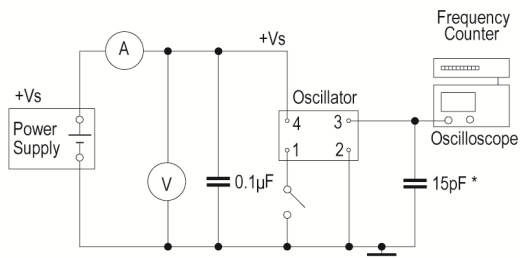 Frequency
Counter
A
+Vs
+Vs
Oscillator
Power
Supply
4
3
Oscilloscope
1
2
V
0.1µF
15pF *